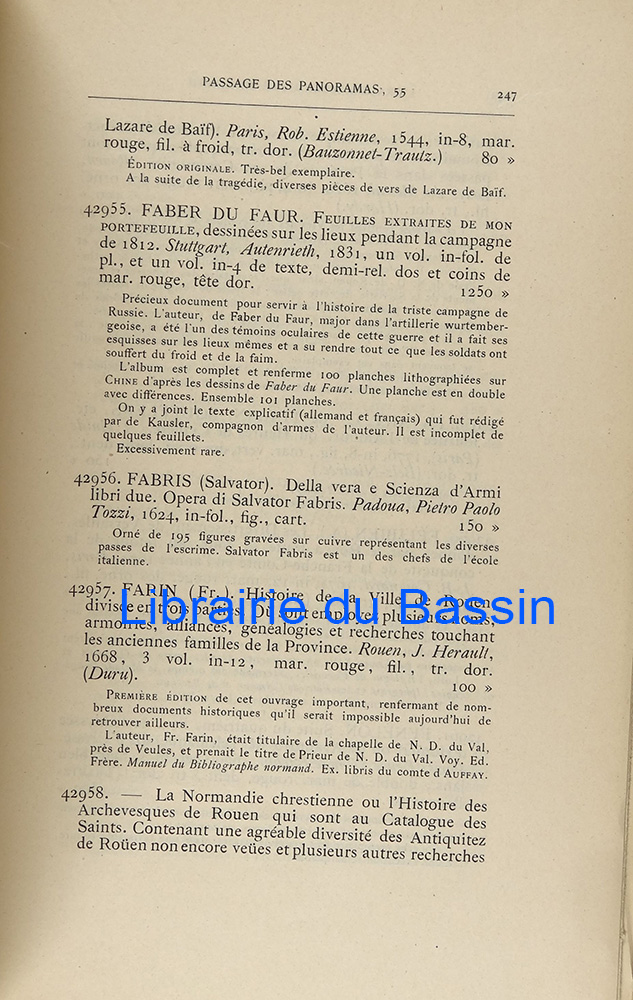 PASSAGE DES PANORAMAS, 55
247
Lazare de Baïf). Paris, Rob. Estienne, 1544, in-8, mar.
rouge, fil. à froid, tr. dor. (Bauzonnet-Trautz.) 80 »
EDITION ORIGINALE. Très-bel exemplaire.
A la suite de la tragédie, diverses pièces de vers de Lazare de Baïf.
42955. FABER DU FAUR. FEUILLES EXTRAITES DE MON
PORTEFEUILLE, dessinées sur les lieux pendant la campagne
de 1812. Stuttgart, Autenrieth, 1831, un vol. in-fol. de
pl., et un vol. in-4 de texte, demi-rel. dos et coins de
mar. rouge, tête dor. 1250 »
Précieux document pour servir à l'histoire de la triste campagne de
Russie. L'auteur, de Faber du Faur, major dans l'artillerie wurtember-
geoise, a été l'un des témoins oculaires de cette guerre et il a fait ses
esquisses sur les lieux mêmes et a su rendre tout ce que les soldats ont
souffert du froid et de la faim.
L'album est complet et renferme 100 planches lithographiées sur
CHINE d'après les dessins de Faber du Faur. Une planche est en double
avec différences. Ensemble 101 planches.
On y a joint le texte explicatif (allemand et français) qui fut rédigé
par de Kausler, compagnon d'armes de l'auteur. Il est incomplet de
quelques feuillets.
Excessivement rare.
42956. FABRIS (Salvator). Della vera e Scienza d'Armi
libri due. Opera di Salvator Fabris. Padoua, Pietro Paolo
Tozzi, 1624, in-fol., fig., cart. 150 »
Orné de 195 figures gravées sur cuivre représentant les diverses
passes de l'escrime. Salvator Fabris est un des chefs de l'école
italienne.
42957. FARIN (Fr.). Histoire de la Ville de Rouen,
divisée en trois parties. Où sont employez plusieurs noms,
armoiries, alliances, généalogies et recherches touchant
les anciennes familles de la Province. Rouen, J. Herault,
1668, 3 vol. in-12, mar. rouge, fil., tr. dor.
(Duru). 100 »
PREMIÈRE ÉDITION de cet ouvrage important, renfermant de nom-
breux documents historiques qu'il serait impossible aujourd'hui de
retrouver ailleurs.
L'auteur, Fr. Farin, était titulaire de la chapelle de N. D. du Val,
près de Veules, et prenait le titre de Prieur de N. D. du Val. Voy. Ed.
Frère. Manuel du Bibliographe normand. Ex. libris du comte d'AUFFAY.
42958. — La Normandie chrestienne ou l'Histoire des
Archevesques de Rouen qui sont au Catalogue des
Saints. Contenant une agréable diversité des Antiquitez
de Roüen non encore veües et plusieurs autres recherches
Librairie du Bassin